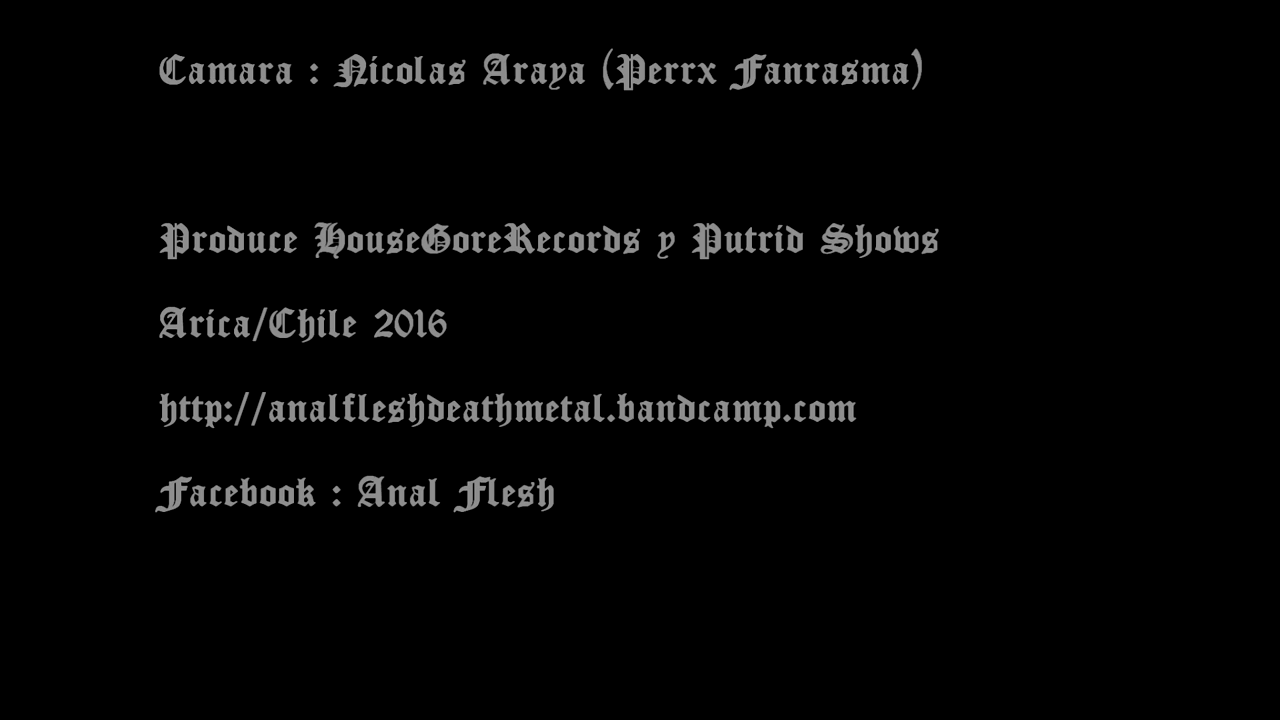 Camara : Nicolas Araya (Perrx Fanrasma)
Produce HouseGoreRecords y Putrid Shows
Arica/Chile 2016
http://analfleshdeathmetal.bandcamp.com
Facebook : Anal Flesh